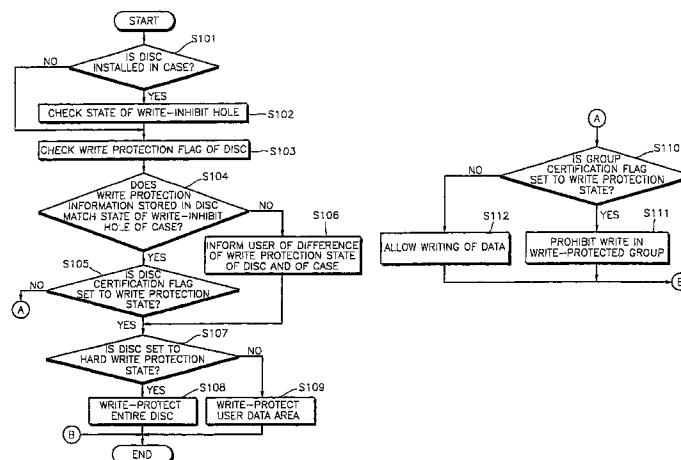 START
S101
IS DISC
INSTALLED IN CASE?
NO
YES
CHECK STATE OF WRITE-INHIBIT HOLE
S102
CHECK WRITE PROTECTION FLAG OF DISC
S103
S104
DOES
WRITE PROTECTION
INFORMATION STORED IN DISC
MATCH STATE OF WRITE-INHIBIT
HOLE OF CASE?
NO
YES
S106
INFORM USER OF DIFFERENCE
OF WRITE PROTECTION STATE
OF DISC AND OF CASE
S105
IS DISC
CERTIFICATION FLAG
SET TO WRITE PROTECTION
STATE?
NO
A
YES
S107
IS DISC SET TO
HARD WRITE PROTECTION
STATE?
NO
YES
S108
WRITE-PROTECT
ENTIRE DISC
S109
WRITE-PROTECT
USER DATA AREA
B
END
A
S110
IS GROUP
CERTIFICATION FLAG
SET TO WRITE PROTECTION
STATE?
NO
YES
S112
ALLOW WRITING OF DATA
S111
PROHIBIT WRITE IN
WRITE-PROTECTED GROUP
B